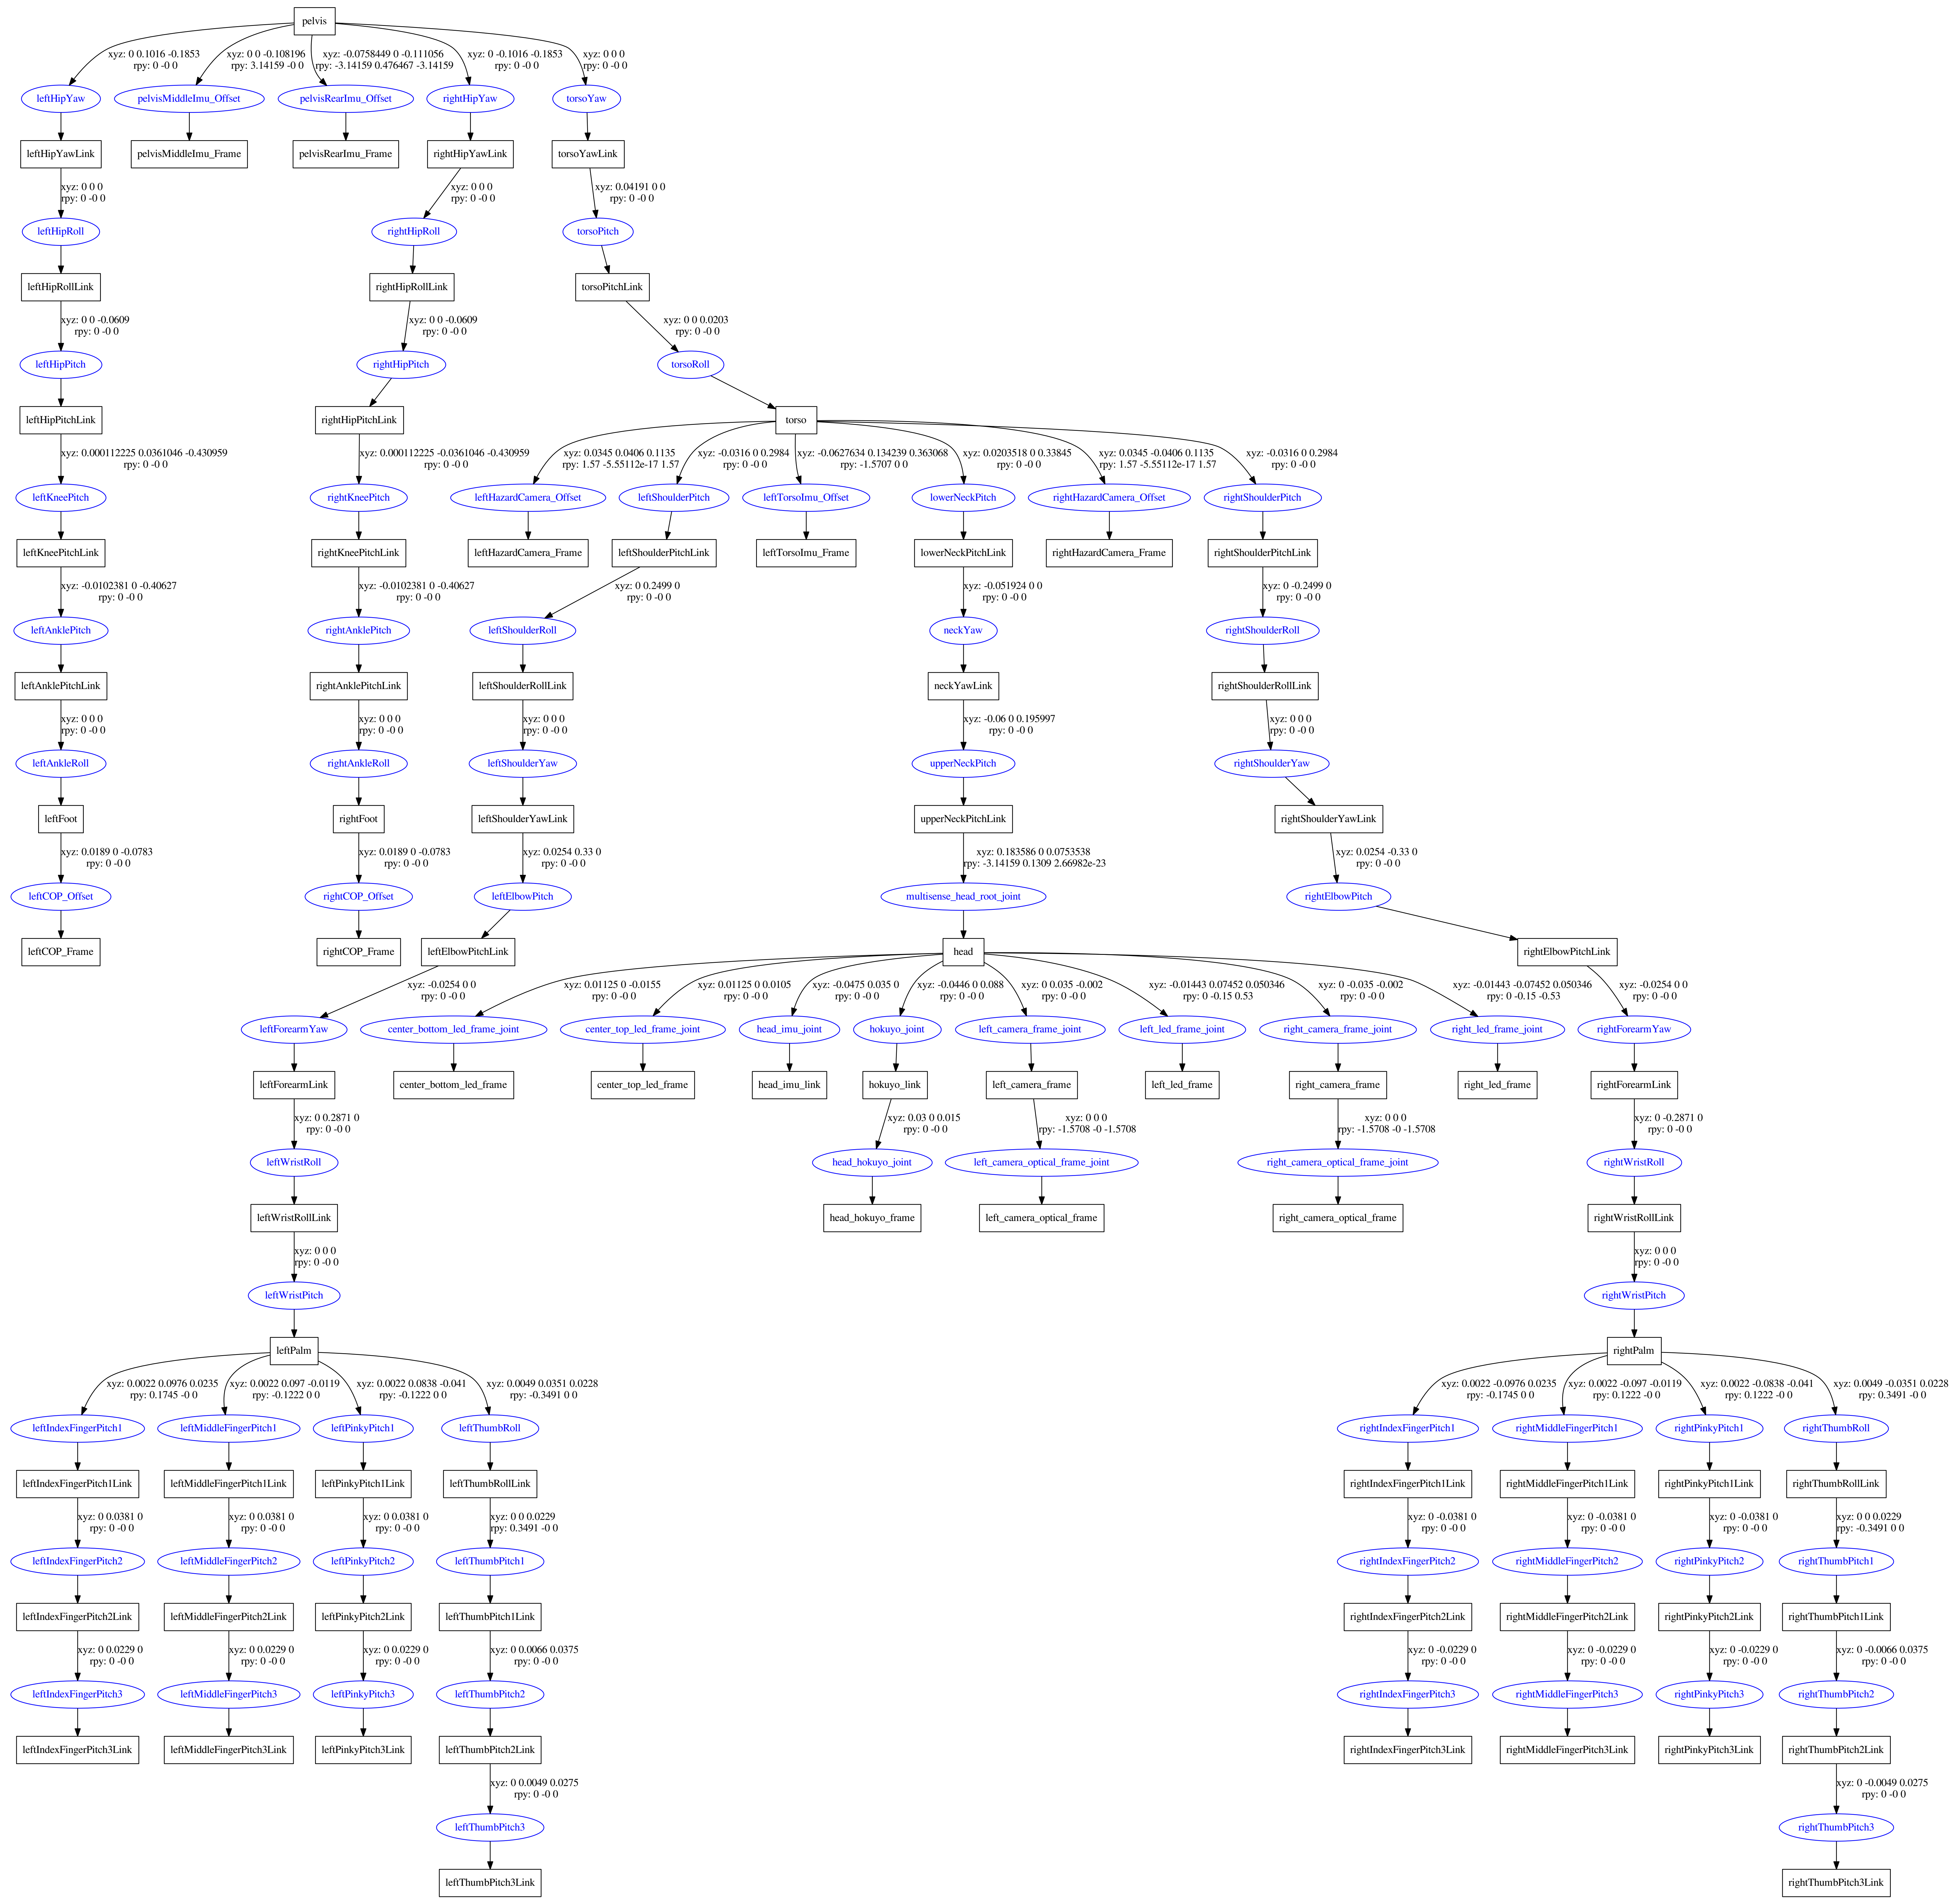 pelvis
xyz: 0 0.1016 -0.1853
rpy: 0 -0 0
xyz: 0 0 -0.108196
rpy: 3.14159 -0 0
xyz: -0.0758449 0 -0.111056
rpy: -3.14159 0.476467 -3.14159
xyz: 0 -0.1016 -0.1853
rpy: 0 -0 0
xyz: 0 0 0
rpy: 0 -0 0
leftHipYaw
pelvisMiddleImu_Offset
pelvisRearImu_Offset
rightHipYaw
torsoYaw
leftHipYawLink
pelvisMiddleImu_Frame
pelvisRearImu_Frame
rightHipYawLink
torsoYawLink
xyz: 0 0 0
rpy: 0 -0 0
xyz: 0 0 0
rpy: 0 -0 0
xyz: 0.04191 0 0
rpy: 0 -0 0
leftHipRoll
rightHipRoll
torsoPitch
leftHipRollLink
rightHipRollLink
torsoPitchLink
xyz: 0 0 -0.0609
rpy: 0 -0 0
xyz: 0 0 -0.0609
rpy: 0 -0 0
xyz: 0 0 0.0203
rpy: 0 -0 0
leftHipPitch
rightHipPitch
torsoRoll
leftHipPitchLink
rightHipPitchLink
torso
xyz: 0.000112225 0.0361046 -0.430959
rpy: 0 -0 0
xyz: 0.000112225 -0.0361046 -0.430959
rpy: 0 -0 0
xyz: 0.0345 0.0406 0.1135
rpy: 1.57 -5.55112e-17 1.57
xyz: -0.0316 0 0.2984
rpy: 0 -0 0
xyz: -0.0627634 0.134239 0.363068
rpy: -1.5707 0 0
xyz: 0.0203518 0 0.33845
rpy: 0 -0 0
xyz: 0.0345 -0.0406 0.1135
rpy: 1.57 -5.55112e-17 1.57
xyz: -0.0316 0 0.2984
rpy: 0 -0 0
leftKneePitch
rightKneePitch
leftHazardCamera_Offset
leftShoulderPitch
leftTorsoImu_Offset
lowerNeckPitch
rightHazardCamera_Offset
rightShoulderPitch
leftKneePitchLink
rightKneePitchLink
leftHazardCamera_Frame
leftShoulderPitchLink
leftTorsoImu_Frame
lowerNeckPitchLink
rightHazardCamera_Frame
rightShoulderPitchLink
xyz: -0.0102381 0 -0.40627
rpy: 0 -0 0
xyz: -0.0102381 0 -0.40627
rpy: 0 -0 0
xyz: 0 0.2499 0
rpy: 0 -0 0
xyz: -0.051924 0 0
rpy: 0 -0 0
xyz: 0 -0.2499 0
rpy: 0 -0 0
leftAnklePitch
rightAnklePitch
leftShoulderRoll
neckYaw
rightShoulderRoll
leftAnklePitchLink
rightAnklePitchLink
leftShoulderRollLink
neckYawLink
rightShoulderRollLink
xyz: 0 0 0
rpy: 0 -0 0
xyz: 0 0 0
rpy: 0 -0 0
xyz: 0 0 0
rpy: 0 -0 0
xyz: -0.06 0 0.195997
rpy: 0 -0 0
xyz: 0 0 0
rpy: 0 -0 0
leftAnkleRoll
rightAnkleRoll
leftShoulderYaw
upperNeckPitch
rightShoulderYaw
leftFoot
rightFoot
leftShoulderYawLink
upperNeckPitchLink
rightShoulderYawLink
xyz: 0.0189 0 -0.0783
rpy: 0 -0 0
xyz: 0.0189 0 -0.0783
rpy: 0 -0 0
xyz: 0.0254 0.33 0
rpy: 0 -0 0
xyz: 0.183586 0 0.0753538
rpy: -3.14159 0.1309 2.66982e-23
xyz: 0.0254 -0.33 0
rpy: 0 -0 0
leftCOP_Offset
rightCOP_Offset
leftElbowPitch
multisense_head_root_joint
rightElbowPitch
leftCOP_Frame
rightCOP_Frame
leftElbowPitchLink
head
rightElbowPitchLink
xyz: -0.0254 0 0
rpy: 0 -0 0
xyz: 0.01125 0 -0.0155
rpy: 0 -0 0
xyz: 0.01125 0 0.0105
rpy: 0 -0 0
xyz: -0.0475 0.035 0
rpy: 0 -0 0
xyz: -0.0446 0 0.088
rpy: 0 -0 0
xyz: 0 0.035 -0.002
rpy: 0 -0 0
xyz: -0.01443 0.07452 0.050346
rpy: 0 -0.15 0.53
xyz: 0 -0.035 -0.002
rpy: 0 -0 0
xyz: -0.01443 -0.07452 0.050346
rpy: 0 -0.15 -0.53
xyz: -0.0254 0 0
rpy: 0 -0 0
leftForearmYaw
center_bottom_led_frame_joint
center_top_led_frame_joint
head_imu_joint
hokuyo_joint
left_camera_frame_joint
left_led_frame_joint
right_camera_frame_joint
right_led_frame_joint
rightForearmYaw
leftForearmLink
center_bottom_led_frame
center_top_led_frame
head_imu_link
hokuyo_link
left_camera_frame
left_led_frame
right_camera_frame
right_led_frame
rightForearmLink
xyz: 0 0.2871 0
rpy: 0 -0 0
xyz: 0.03 0 0.015
rpy: 0 -0 0
xyz: 0 0 0
rpy: -1.5708 -0 -1.5708
xyz: 0 0 0
rpy: -1.5708 -0 -1.5708
xyz: 0 -0.2871 0
rpy: 0 -0 0
leftWristRoll
head_hokuyo_joint
left_camera_optical_frame_joint
right_camera_optical_frame_joint
rightWristRoll
leftWristRollLink
head_hokuyo_frame
left_camera_optical_frame
right_camera_optical_frame
rightWristRollLink
xyz: 0 0 0
rpy: 0 -0 0
xyz: 0 0 0
rpy: 0 -0 0
leftWristPitch
rightWristPitch
leftPalm
rightPalm
xyz: 0.0022 0.0976 0.0235
rpy: 0.1745 -0 0
xyz: 0.0022 0.097 -0.0119
rpy: -0.1222 0 0
xyz: 0.0022 0.0838 -0.041
rpy: -0.1222 0 0
xyz: 0.0049 0.0351 0.0228
rpy: -0.3491 0 0
xyz: 0.0022 -0.0976 0.0235
rpy: -0.1745 0 0
xyz: 0.0022 -0.097 -0.0119
rpy: 0.1222 -0 0
xyz: 0.0022 -0.0838 -0.041
rpy: 0.1222 -0 0
xyz: 0.0049 -0.0351 0.0228
rpy: 0.3491 -0 0
leftIndexFingerPitch1
leftMiddleFingerPitch1
leftPinkyPitch1
leftThumbRoll
rightIndexFingerPitch1
rightMiddleFingerPitch1
rightPinkyPitch1
rightThumbRoll
leftIndexFingerPitch1Link
leftMiddleFingerPitch1Link
leftPinkyPitch1Link
leftThumbRollLink
rightIndexFingerPitch1Link
rightMiddleFingerPitch1Link
rightPinkyPitch1Link
rightThumbRollLink
xyz: 0 0.0381 0
rpy: 0 -0 0
xyz: 0 0.0381 0
rpy: 0 -0 0
xyz: 0 0.0381 0
rpy: 0 -0 0
xyz: 0 0 0.0229
rpy: 0.3491 -0 0
xyz: 0 -0.0381 0
rpy: 0 -0 0
xyz: 0 -0.0381 0
rpy: 0 -0 0
xyz: 0 -0.0381 0
rpy: 0 -0 0
xyz: 0 0 0.0229
rpy: -0.3491 0 0
leftIndexFingerPitch2
leftMiddleFingerPitch2
leftPinkyPitch2
leftThumbPitch1
rightIndexFingerPitch2
rightMiddleFingerPitch2
rightPinkyPitch2
rightThumbPitch1
leftIndexFingerPitch2Link
leftMiddleFingerPitch2Link
leftPinkyPitch2Link
leftThumbPitch1Link
rightIndexFingerPitch2Link
rightMiddleFingerPitch2Link
rightPinkyPitch2Link
rightThumbPitch1Link
xyz: 0 0.0229 0
rpy: 0 -0 0
xyz: 0 0.0229 0
rpy: 0 -0 0
xyz: 0 0.0229 0
rpy: 0 -0 0
xyz: 0 0.0066 0.0375
rpy: 0 -0 0
xyz: 0 -0.0229 0
rpy: 0 -0 0
xyz: 0 -0.0229 0
rpy: 0 -0 0
xyz: 0 -0.0229 0
rpy: 0 -0 0
xyz: 0 -0.0066 0.0375
rpy: 0 -0 0
leftIndexFingerPitch3
leftMiddleFingerPitch3
leftPinkyPitch3
leftThumbPitch2
rightIndexFingerPitch3
rightMiddleFingerPitch3
rightPinkyPitch3
rightThumbPitch2
leftIndexFingerPitch3Link
leftMiddleFingerPitch3Link
leftPinkyPitch3Link
leftThumbPitch2Link
rightIndexFingerPitch3Link
rightMiddleFingerPitch3Link
rightPinkyPitch3Link
rightThumbPitch2Link
xyz: 0 0.0049 0.0275
rpy: 0 -0 0
xyz: 0 -0.0049 0.0275
rpy: 0 -0 0
leftThumbPitch3
rightThumbPitch3
leftThumbPitch3Link
rightThumbPitch3Link